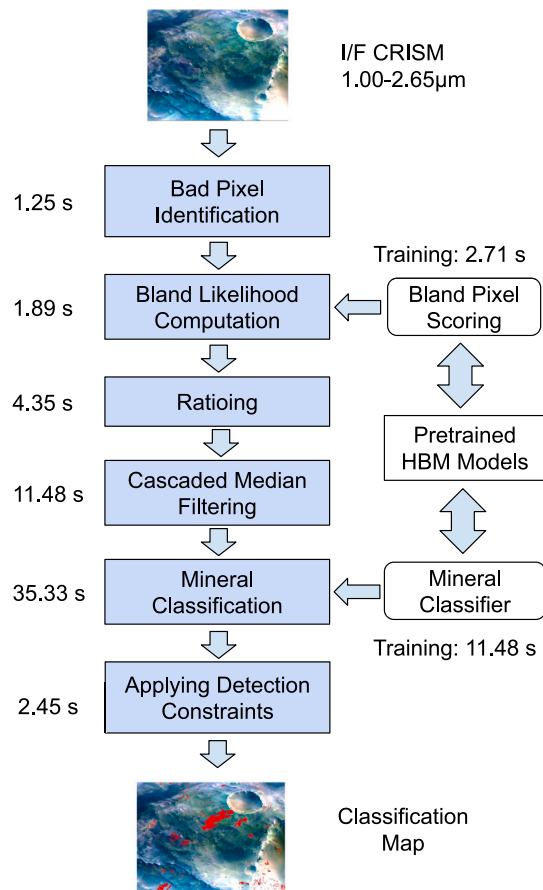 I/F CRISM
1.00-2.65µm
1.25 s
Bad Pixel
Identification
Training: 2.71 s
1.89 s
Bland Likelihood
Computation
Bland Pixel
Scoring
4.35 s
Ratioing
Pretrained
HBM Models
11.48 s
Cascaded Median
Filtering
35.33 s
Mineral
Classification
Mineral
Classifier
Training: 11.48 s
2.45 s
Applying Detection
Constraints
Classification
Map